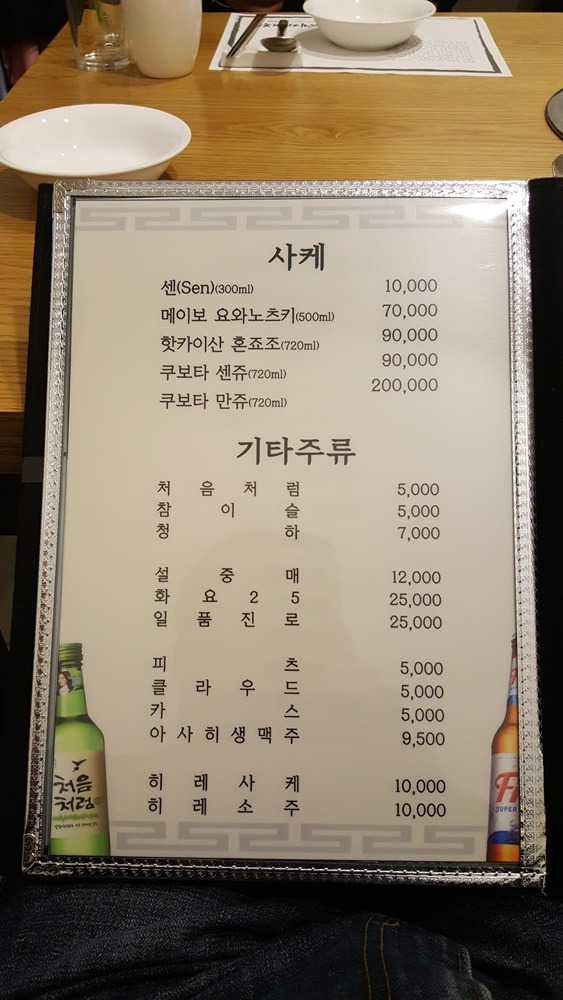 사케
센(Sen)(300ml) 10,000
메이보 요와노츠키(500ml) 70,000
핫카이산 혼죠조(720ml) 90,000
쿠보타 센쥬(720ml) 90,000
쿠보타 만쥬(720ml) 200,000
기타주류
처음처럼 5,000
참이슬 5,000
청하 7,000
설중매 12,000
화요25 25,000
일품진로 25,000
피츠 5,000
클라우드 5,000
카스 5,000
아사히생맥주 9,500
히레사케 10,000
히레소주 10,000
처음
처럼
SUPER